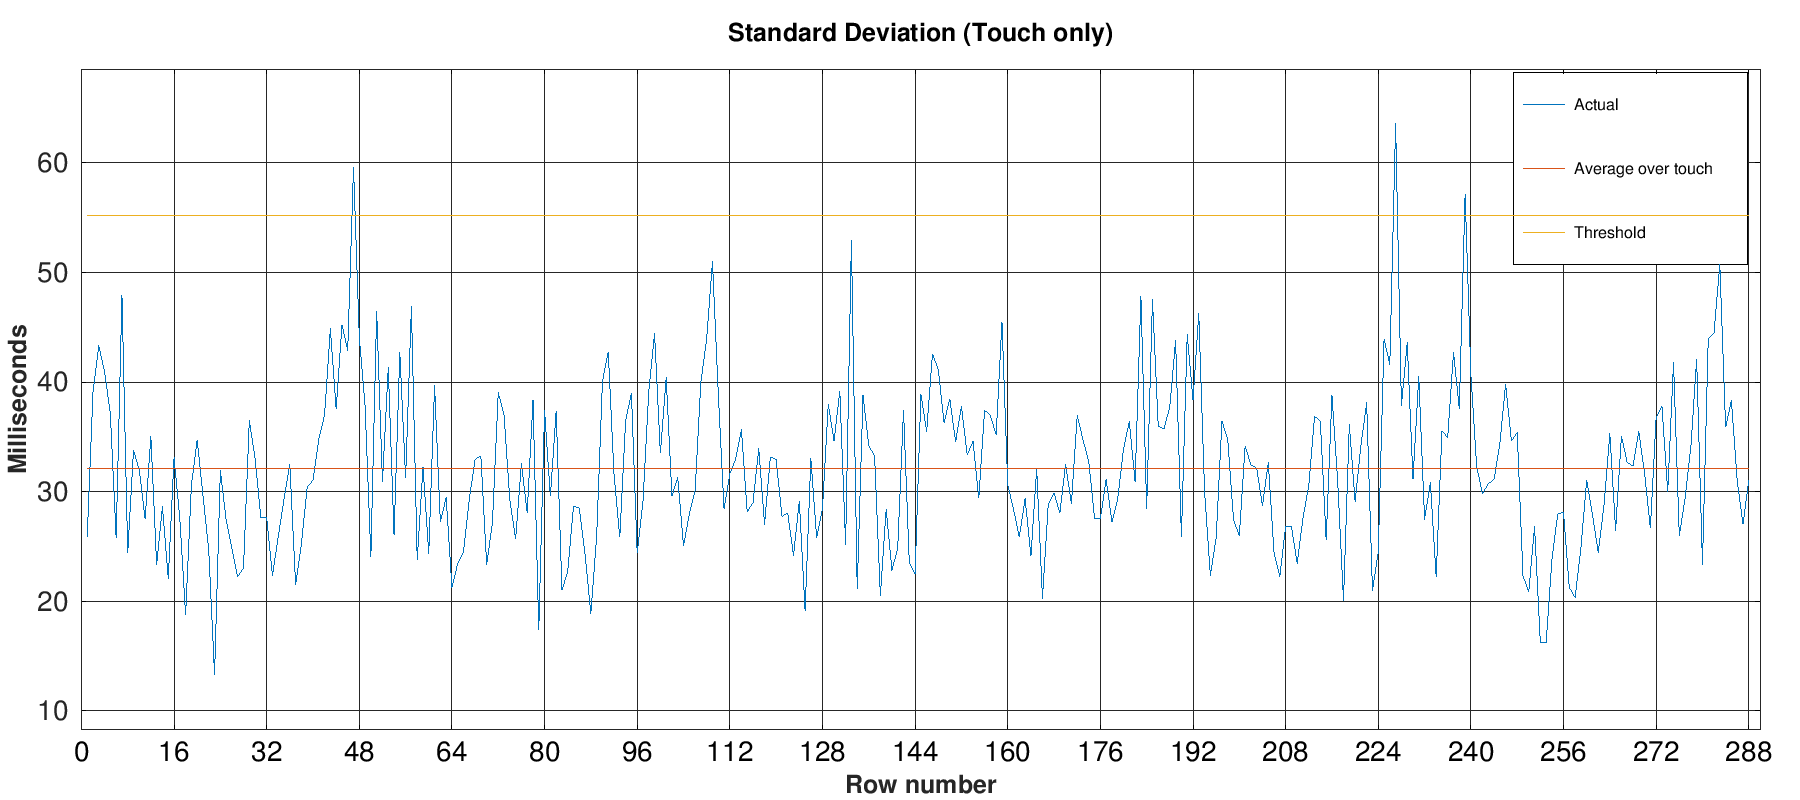 Standard Deviation (Touch only)
Actual
Average over touch
Threshold
60
50
40
30
20
10
Milliseconds
0 16 32 48 64 80 96 112 128 144 160 176 192 208 224 240 256 272 288
Row number